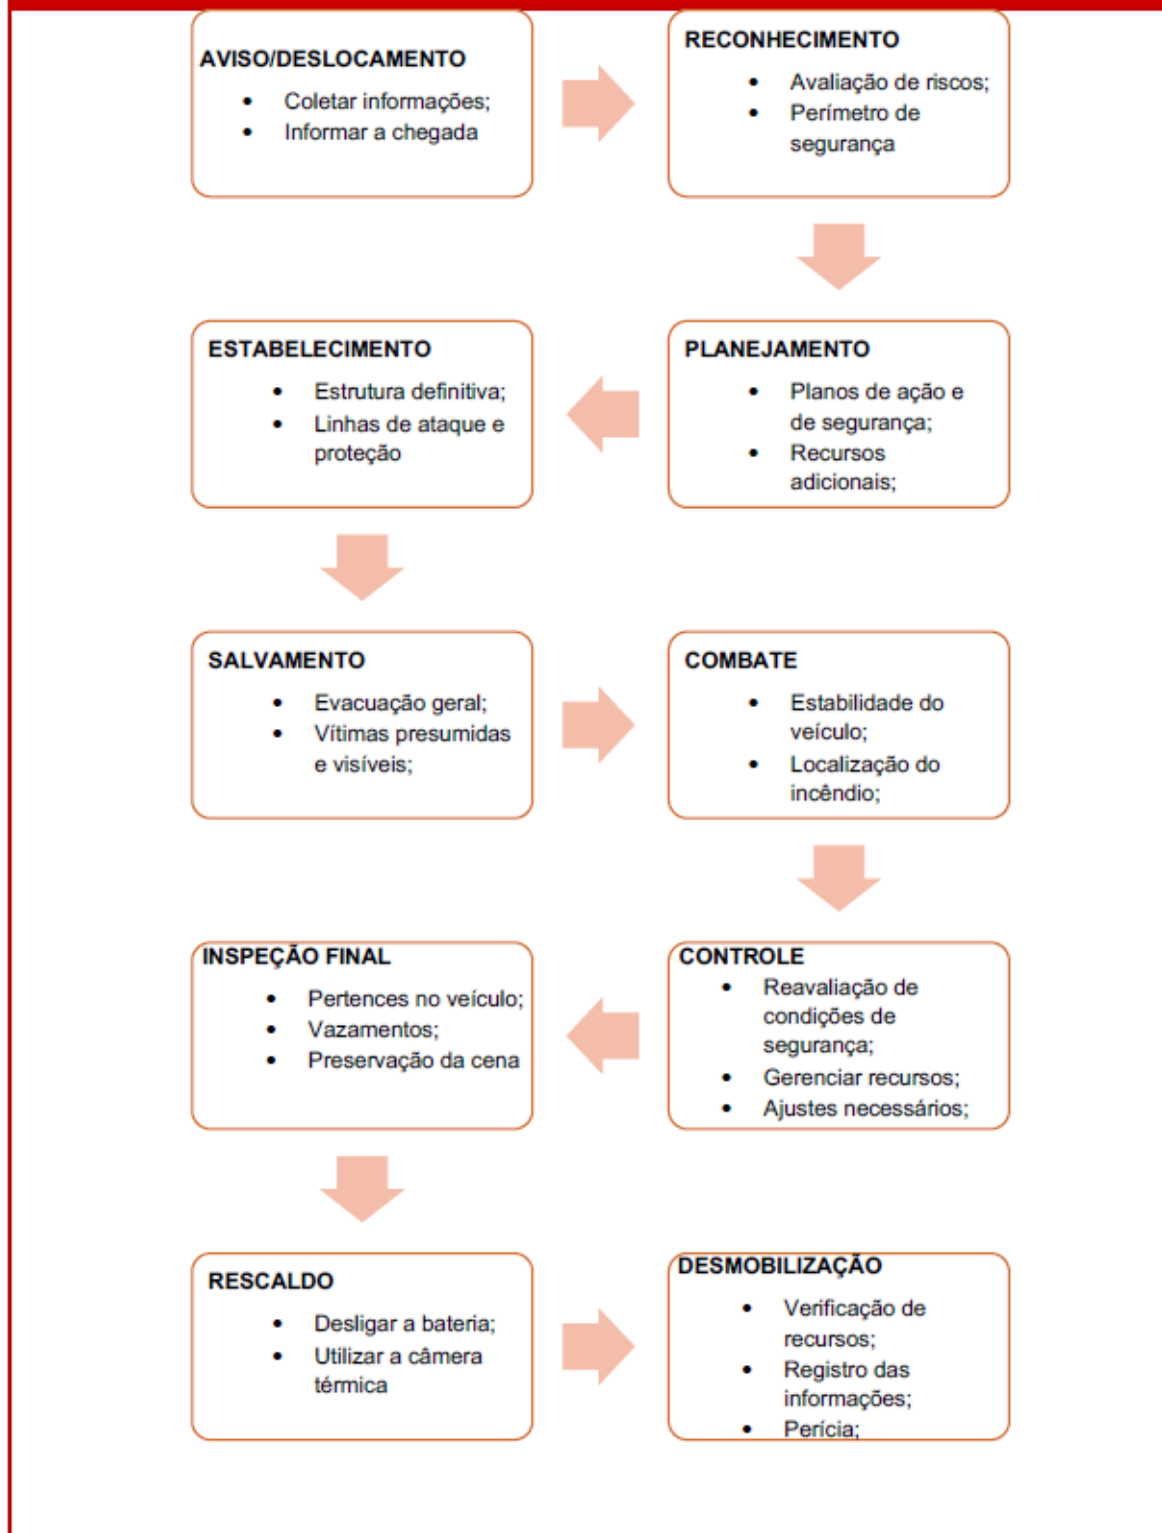 AVISO/DESLOCAMENTO
• Coletar informações;
• Informar a chegada
RECONHECIMENTO
• Avaliação de riscos;
• Perímetro de
segurança
PLANEJAMENTO
• Planos de ação e
de segurança;
• Recursos
adicionais;
ESTABELECIMENTO
• Estrutura definitiva;
• Linhas de ataque e
proteção
SALVAMENTO
• Evacuação geral;
• Vítimas presumidas
e visíveis;
COMBATE
• Estabilidade do
veículo;
• Localização do
incêndio;
CONTROLE
• Reavaliação de
condições de
segurança;
• Gerenciar recursos;
• Ajustes necessários;
INSPEÇÃO FINAL
• Pertences no veículo;
• Vazamentos;
• Preservação da cena
RESCALDO
• Desligar a bateria;
• Utilizar a câmera
térmica
DESMOBILIZAÇÃO
• Verificação de
recursos;
• Registro das
informações;
• Perícia;